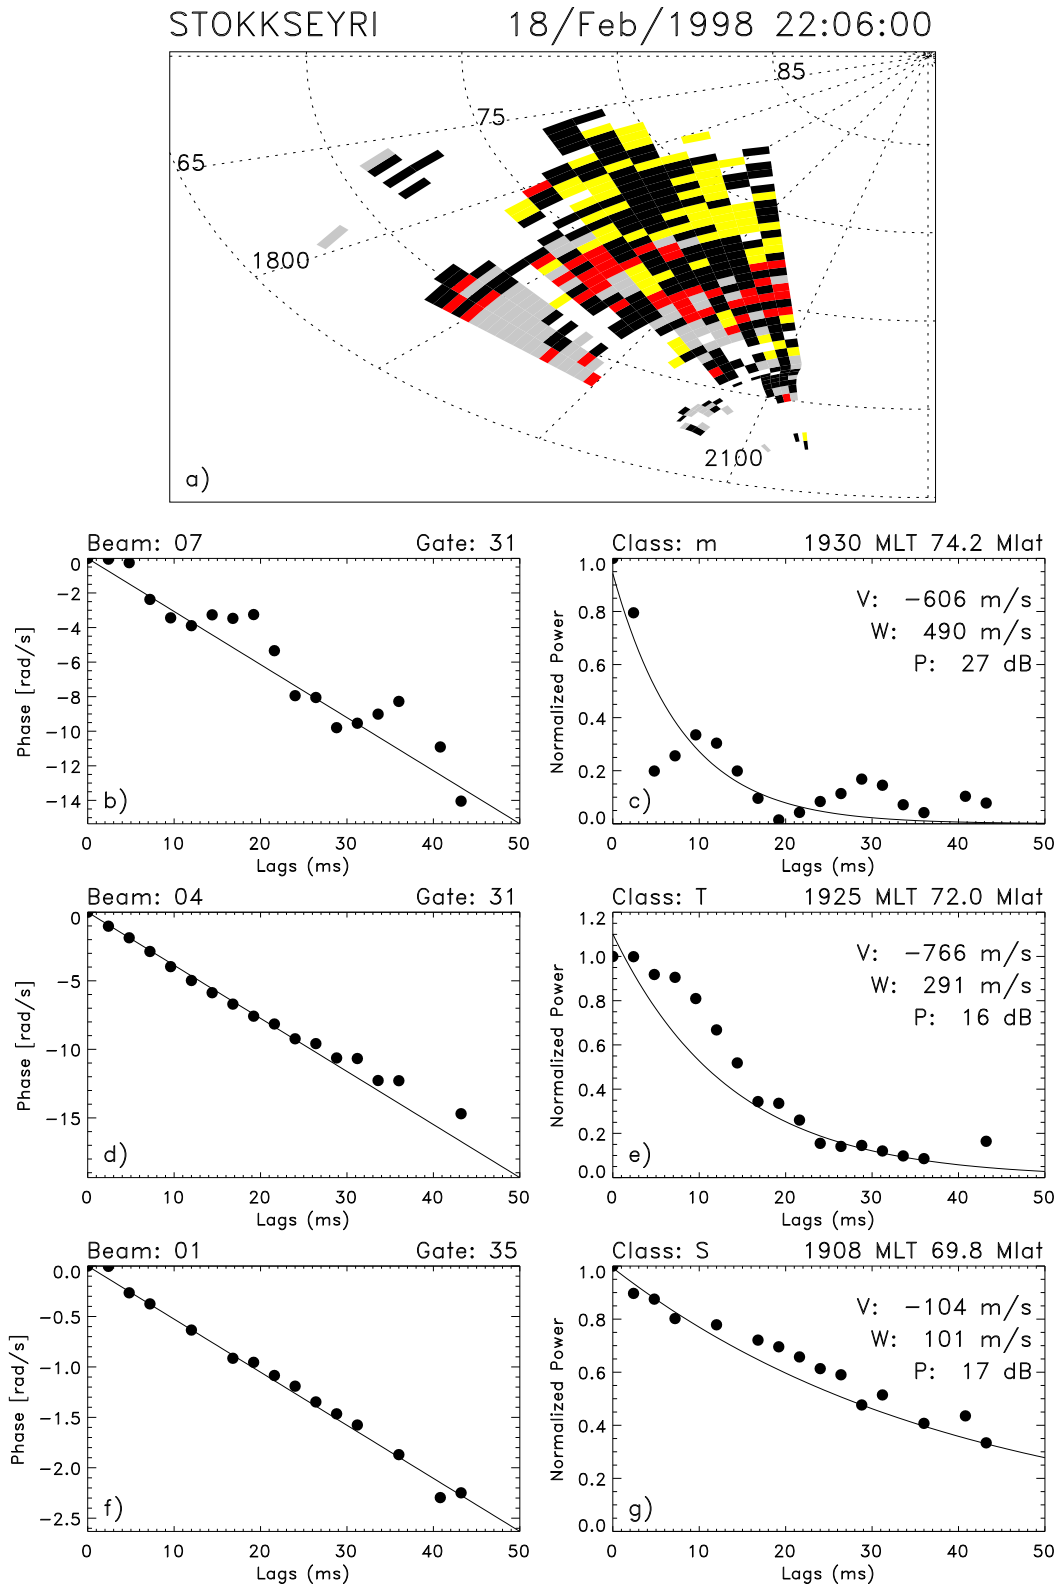 STOKKSEYRI 18/Feb/1998 22:06:00
85
75
65
1800
2100
a)
Beam: 07 Gate: 31
Class: m 1930 MLT 74.2 Mlat
0
−2
−4
−6
−8
−10
−12
−14
Phase [rad/s]
b)
0 10 20 30 40 50
Lags (ms)
1.0
0.8
0.6
0.4
0.2
0.0
Normalized Power
V: −606 m/s
W: 490 m/s
P: 27 dB
c)
0 10 20 30 40 50
Lags (ms)
Beam: 04 Gate: 31
Class: T 1925 MLT 72.0 Mlat
0
−5
−10
−15
Phase [rad/s]
d)
0 10 20 30 40 50
Lags (ms)
1.2
1.0
0.8
0.6
0.4
0.2
0.0
Normalized Power
V: −766 m/s
W: 291 m/s
P: 16 dB
e)
0 10 20 30 40 50
Lags (ms)
Beam: 01 Gate: 35
Class: S 1908 MLT 69.8 Mlat
0.0
−0.5
−1.0
−1.5
−2.0
−2.5
Phase [rad/s]
f)
0 10 20 30 40 50
Lags (ms)
1.0
0.8
0.6
0.4
0.2
0.0
Normalized Power
V: −104 m/s
W: 101 m/s
P: 17 dB
g)
0 10 20 30 40 50
Lags (ms)